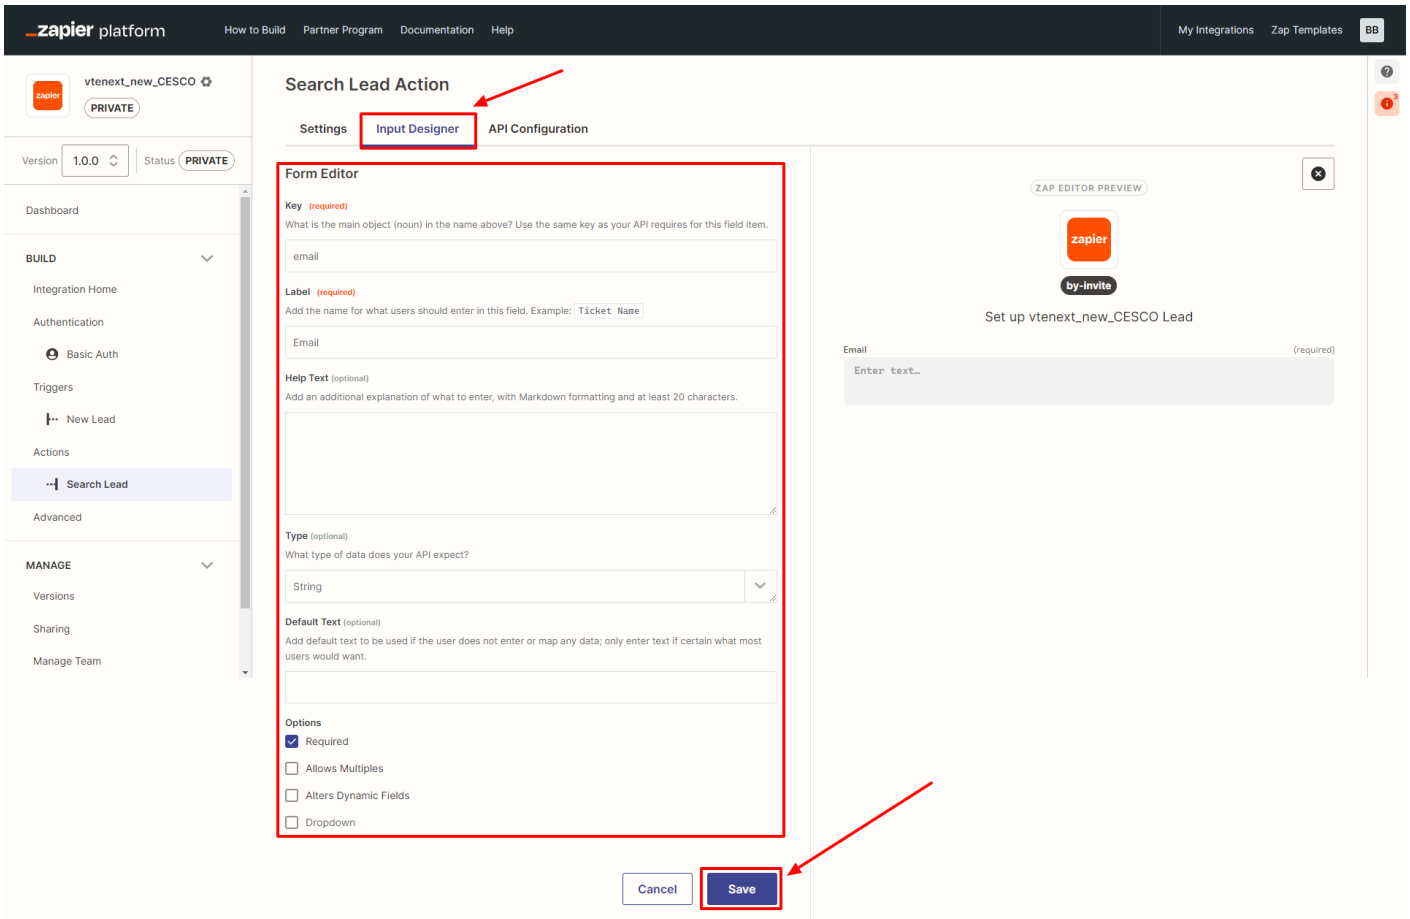 zapier platform
How to Build Partner Program Documentation Help
My Integrations Zap Templates BB
zapier
vtenext_new_CESCO
PRIVATE
Version 1.0.0 Status PRIVATE
Dashboard
BUILD
Integration Home
Authentication
Basic Auth
Triggers
New Lead
Actions
Search Lead
Advanced
MANAGE
Versions
Sharing
Manage Team
Search Lead Action
Settings Input Designer API Configuration
Form Editor
Key (required)
What is the main object (noun) in the name above? Use the same key as your API requires for this field item.
email
Label (required)
Add the name for what users should enter in this field. Example: Ticket Name
Email
Help Text (optional)
Add an additional explanation of what to enter, with Markdown formatting and at least 20 characters.
Type (optional)
What type of data does your API expect?
String
Default Text (optional)
Add default text to be used if the user does not enter or map any data; only enter text if certain what most
users would want.
Options
Required
Allows Multiples
Alters Dynamic Fields
Dropdown
Cancel Save
ZAP EDITOR PREVIEW
zapier
by-invite
Set up vtenext_new_CESCO Lead
Email (required)
Enter text…
3